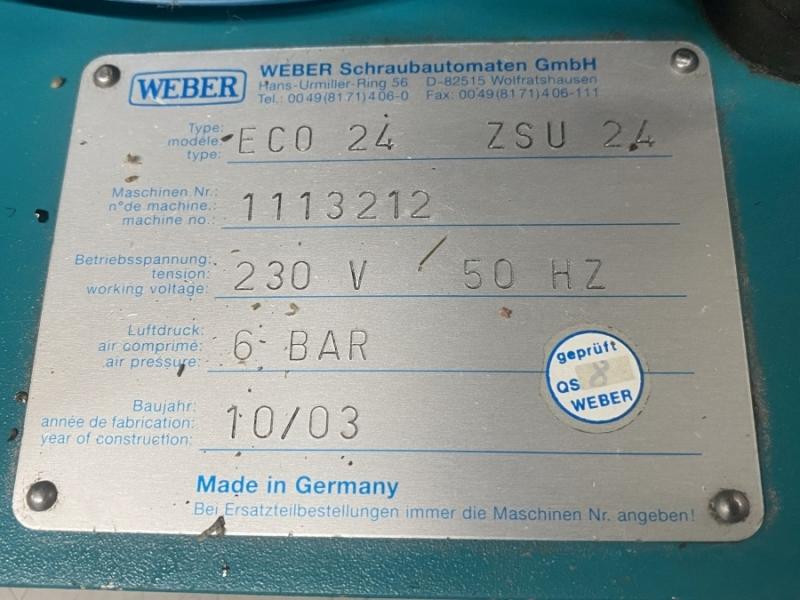 WEBER
WEBER Schraubautomaten GmbH
Hans-Urmiller-Ring 56 D-82515 Wolfratshausen
Tel.: 0049(8171)406-0 Fax: 0049(8171)406-111
Type:
modèle:
type:
ECO 24 ZSU 24
Maschinen Nr.:
n°de machine.:
machine no.:
1113212
Betriebsspannung:
tension:
working voltage:
230 V 50 HZ
Luftdruck:
air comprimé:
air pressure:
6 BAR
geprüft
QS 8
WEBER
Baujahr:
année de fabrication:
year of construction:
10/03
Made in Germany
Bei Ersatzteilbestellungen immer die Maschinen Nr. angeben!